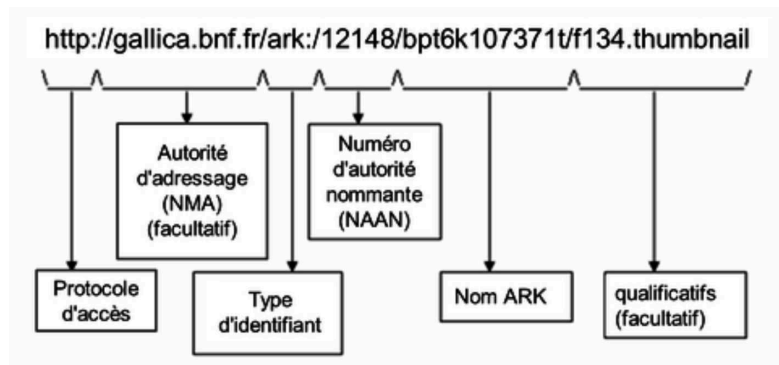 http://gallica.bnf.fr/ark:/12148/bpt6k107371t/f134.thumbnail
Autorité
d'adressage
(NMA)
(facultatif)
Numéro
d'autorité
nommante
(NAAN)
Protocole
d'accès
Type
d'identifiant
Nom ARK
qualificatifs
(facultatif)